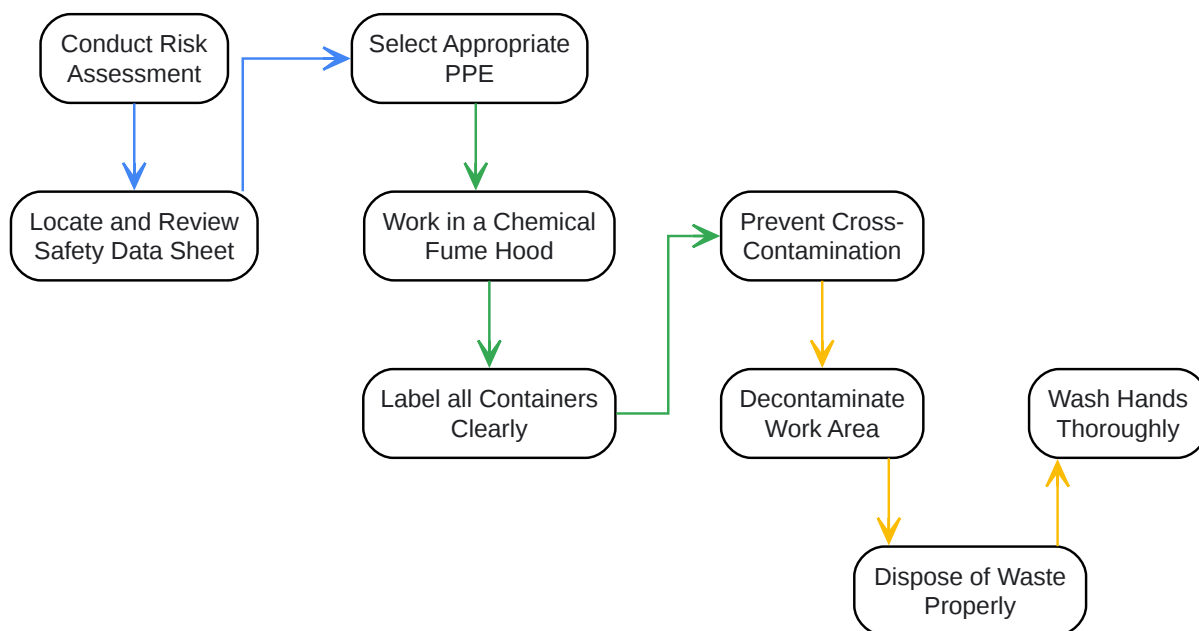 Conduct Risk
Assessment
Locate and Review
Safety Data Sheet
Select Appropriate
PPE
Work in a Chemical
Fume Hood
Label all Containers
Clearly
Prevent Cross-
Contamination
Decontaminate
Work Area
Dispose of Waste
Properly
Wash Hands
Thoroughly